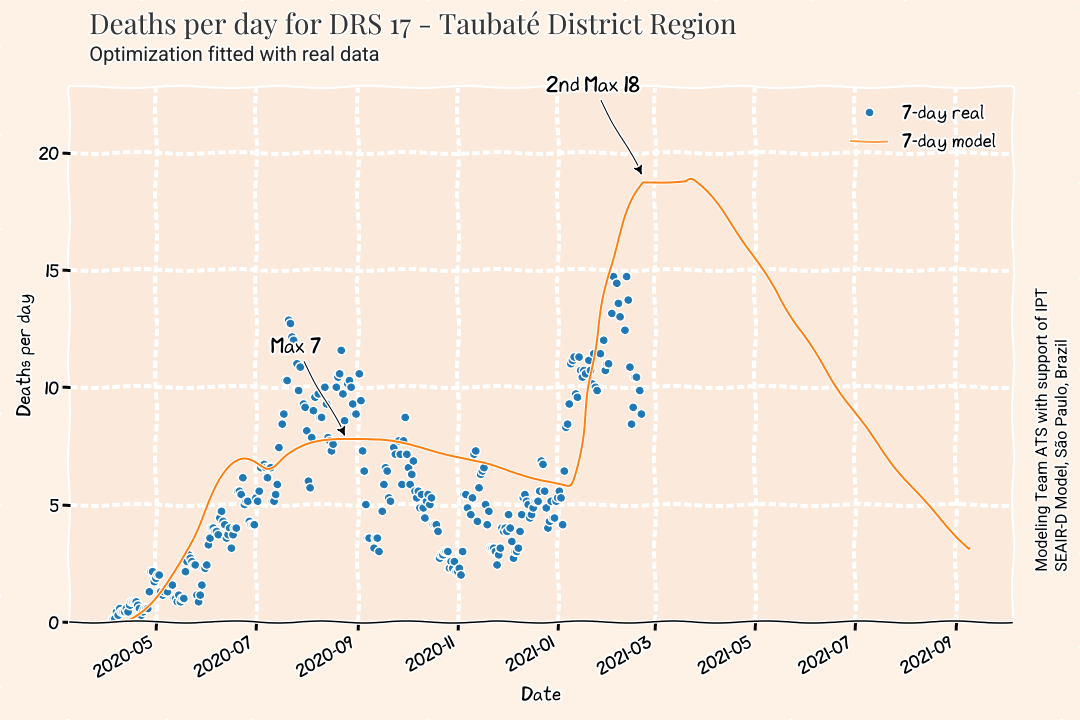 Deaths per day for DRS 17 - Taubaté District Region
Optimization fitted with real data
2nd Max 18
7-day real
7-day model
Max 7
20
15
10
5
0
Deaths per day
2020-05
2020-07
2020-09
2020-11
2021-01
2021-03
2021-05
2021-07
2021-09
Date
Modeling Team ATS with support of IPT
SEAIR-D Model, São Paulo, Brazil